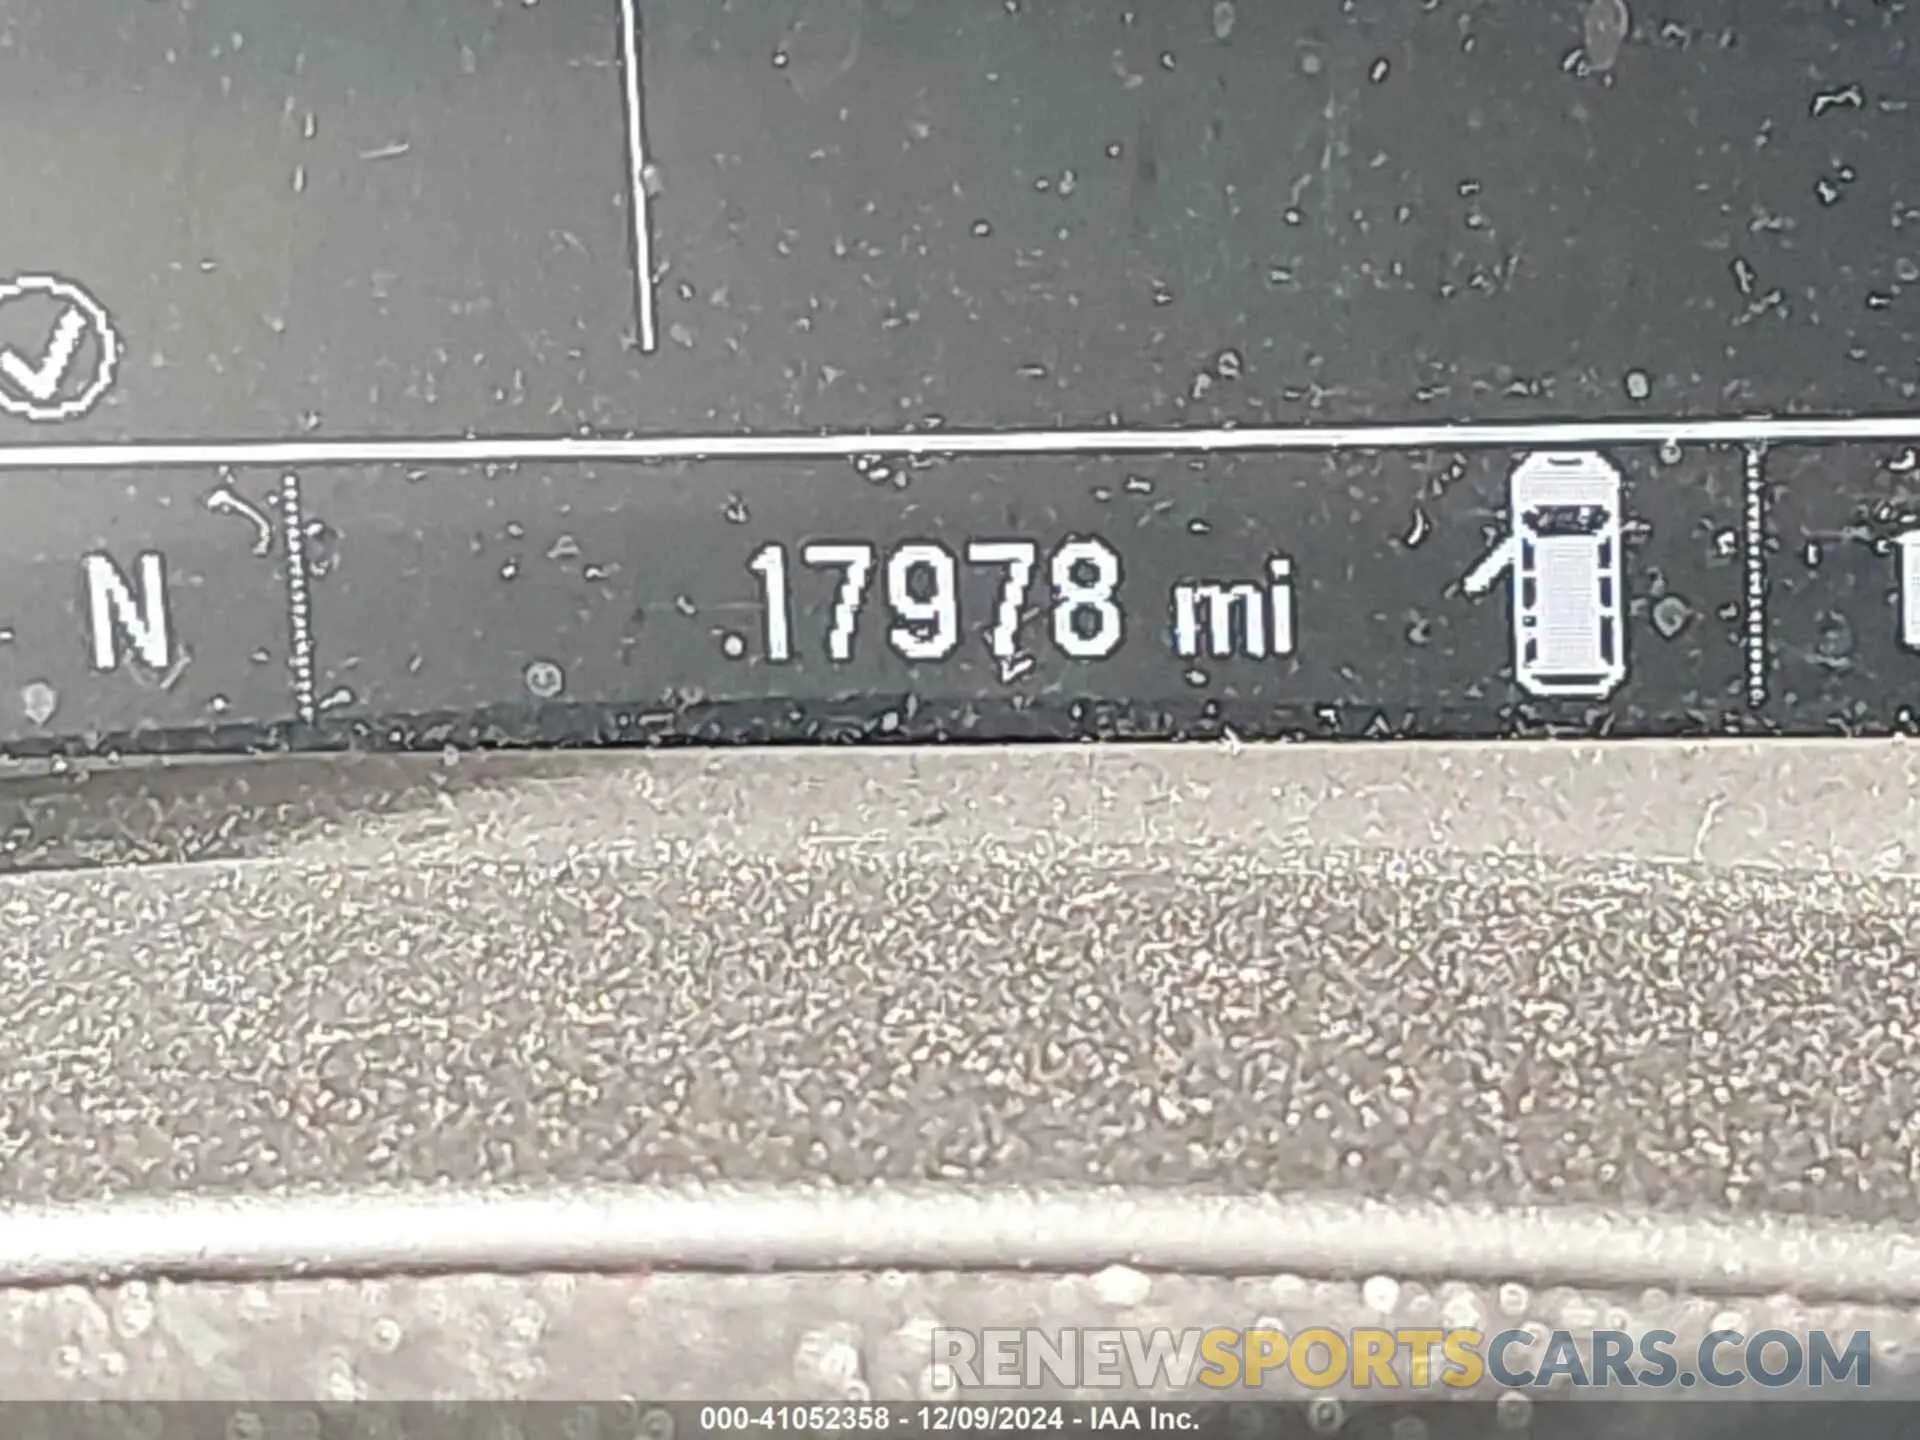 N
17978 mi
RENEWSPORTSCARS.COM
000-41052358 - 12/09/2024 - IAA Inc.